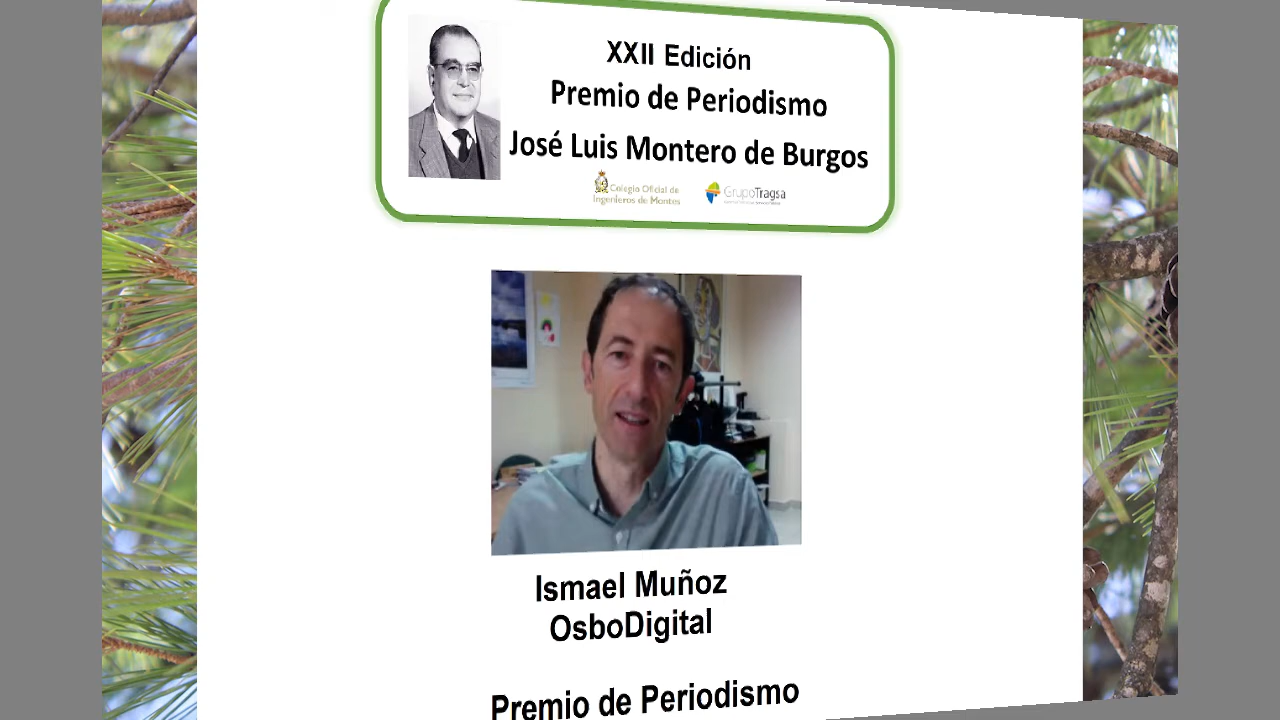 XXII Edición
Premio de Periodismo
José Luis Montero de Burgos
Colegio Oficial de
Ingenieros de Montes
GrupoTragsa
Ismael Muñoz
OsboDigital
Premio de Periodismo